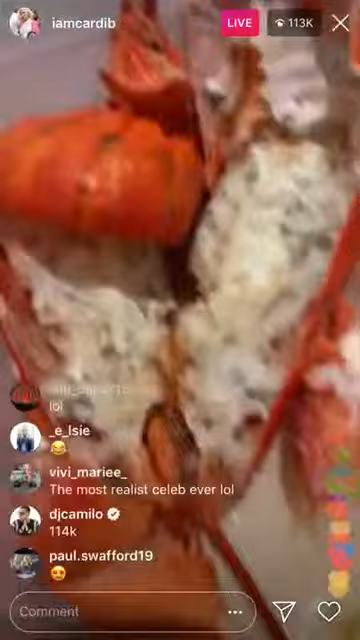 iamcardib
LIVE
113K
lol
_e_lsie
vivi_mariee_
The most realist celeb ever lol
djcamilo
114k
paul.swafford19
Comment